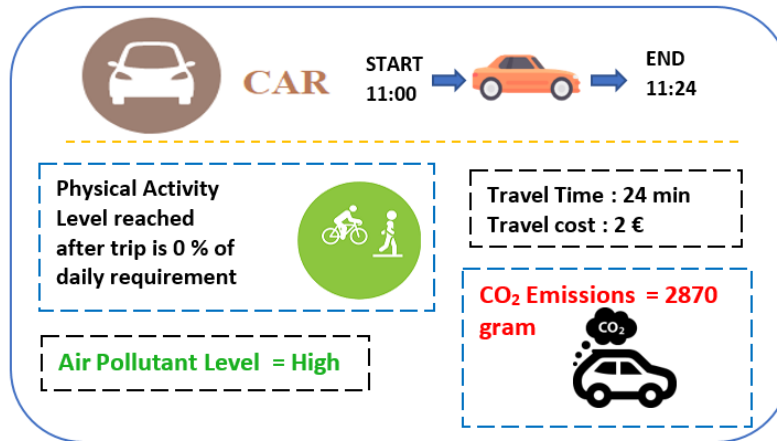 CAR
START
11:00
END
11:24
Physical Activity
Level reached
after trip is 0 % of
daily requirement
Travel Time : 24 min
Travel cost : 2 €
CO₂ Emissions = 2870
gram
CO₂
Air Pollutant Level = High